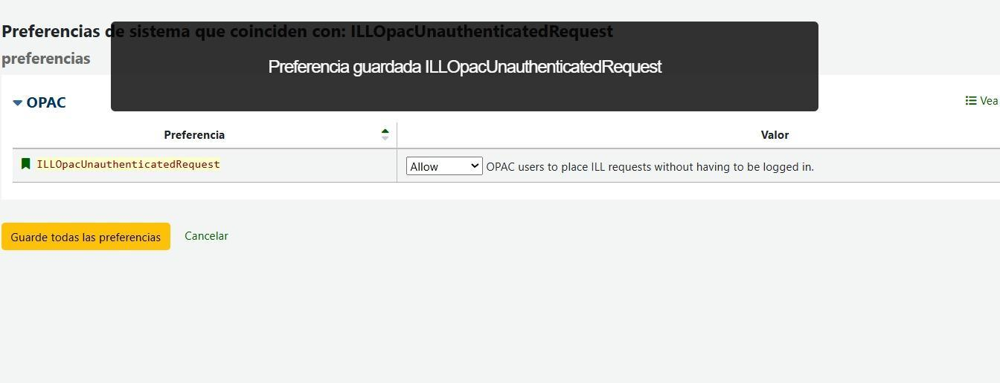 Preferencias de sistema que coinciden con: ILLOpacUnauthenticatedRequest
preferencias
Preferencia guardada ILLOpacUnauthenticatedRequest
OPAC
Vea
Preferencia
Valor
ILLOpacUnauthenticatedRequest
Allow OPAC users to place ILL requests without having to be logged in.
Guarde todas las preferencias
Cancelar